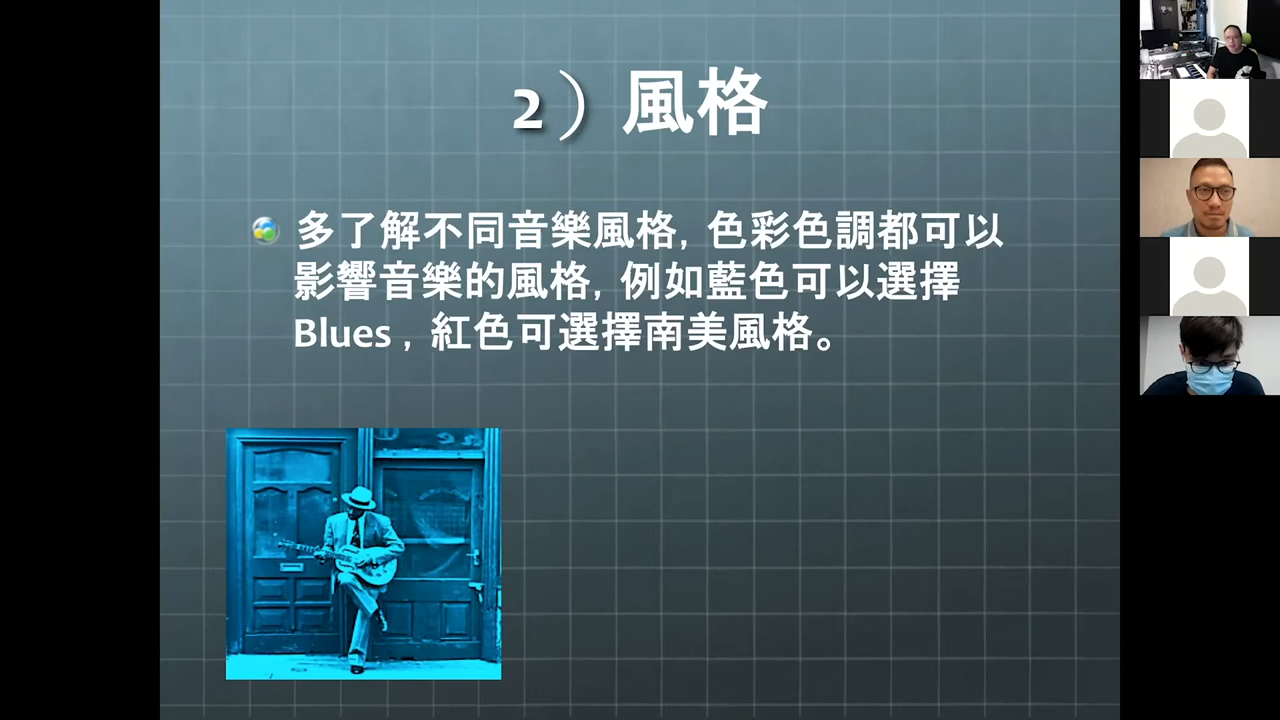 2）風格
多了解不同音樂風格, 色彩色調都可以
影響音樂的風格, 例如藍色可以選擇
Blues , 紅色可選擇南美風格。